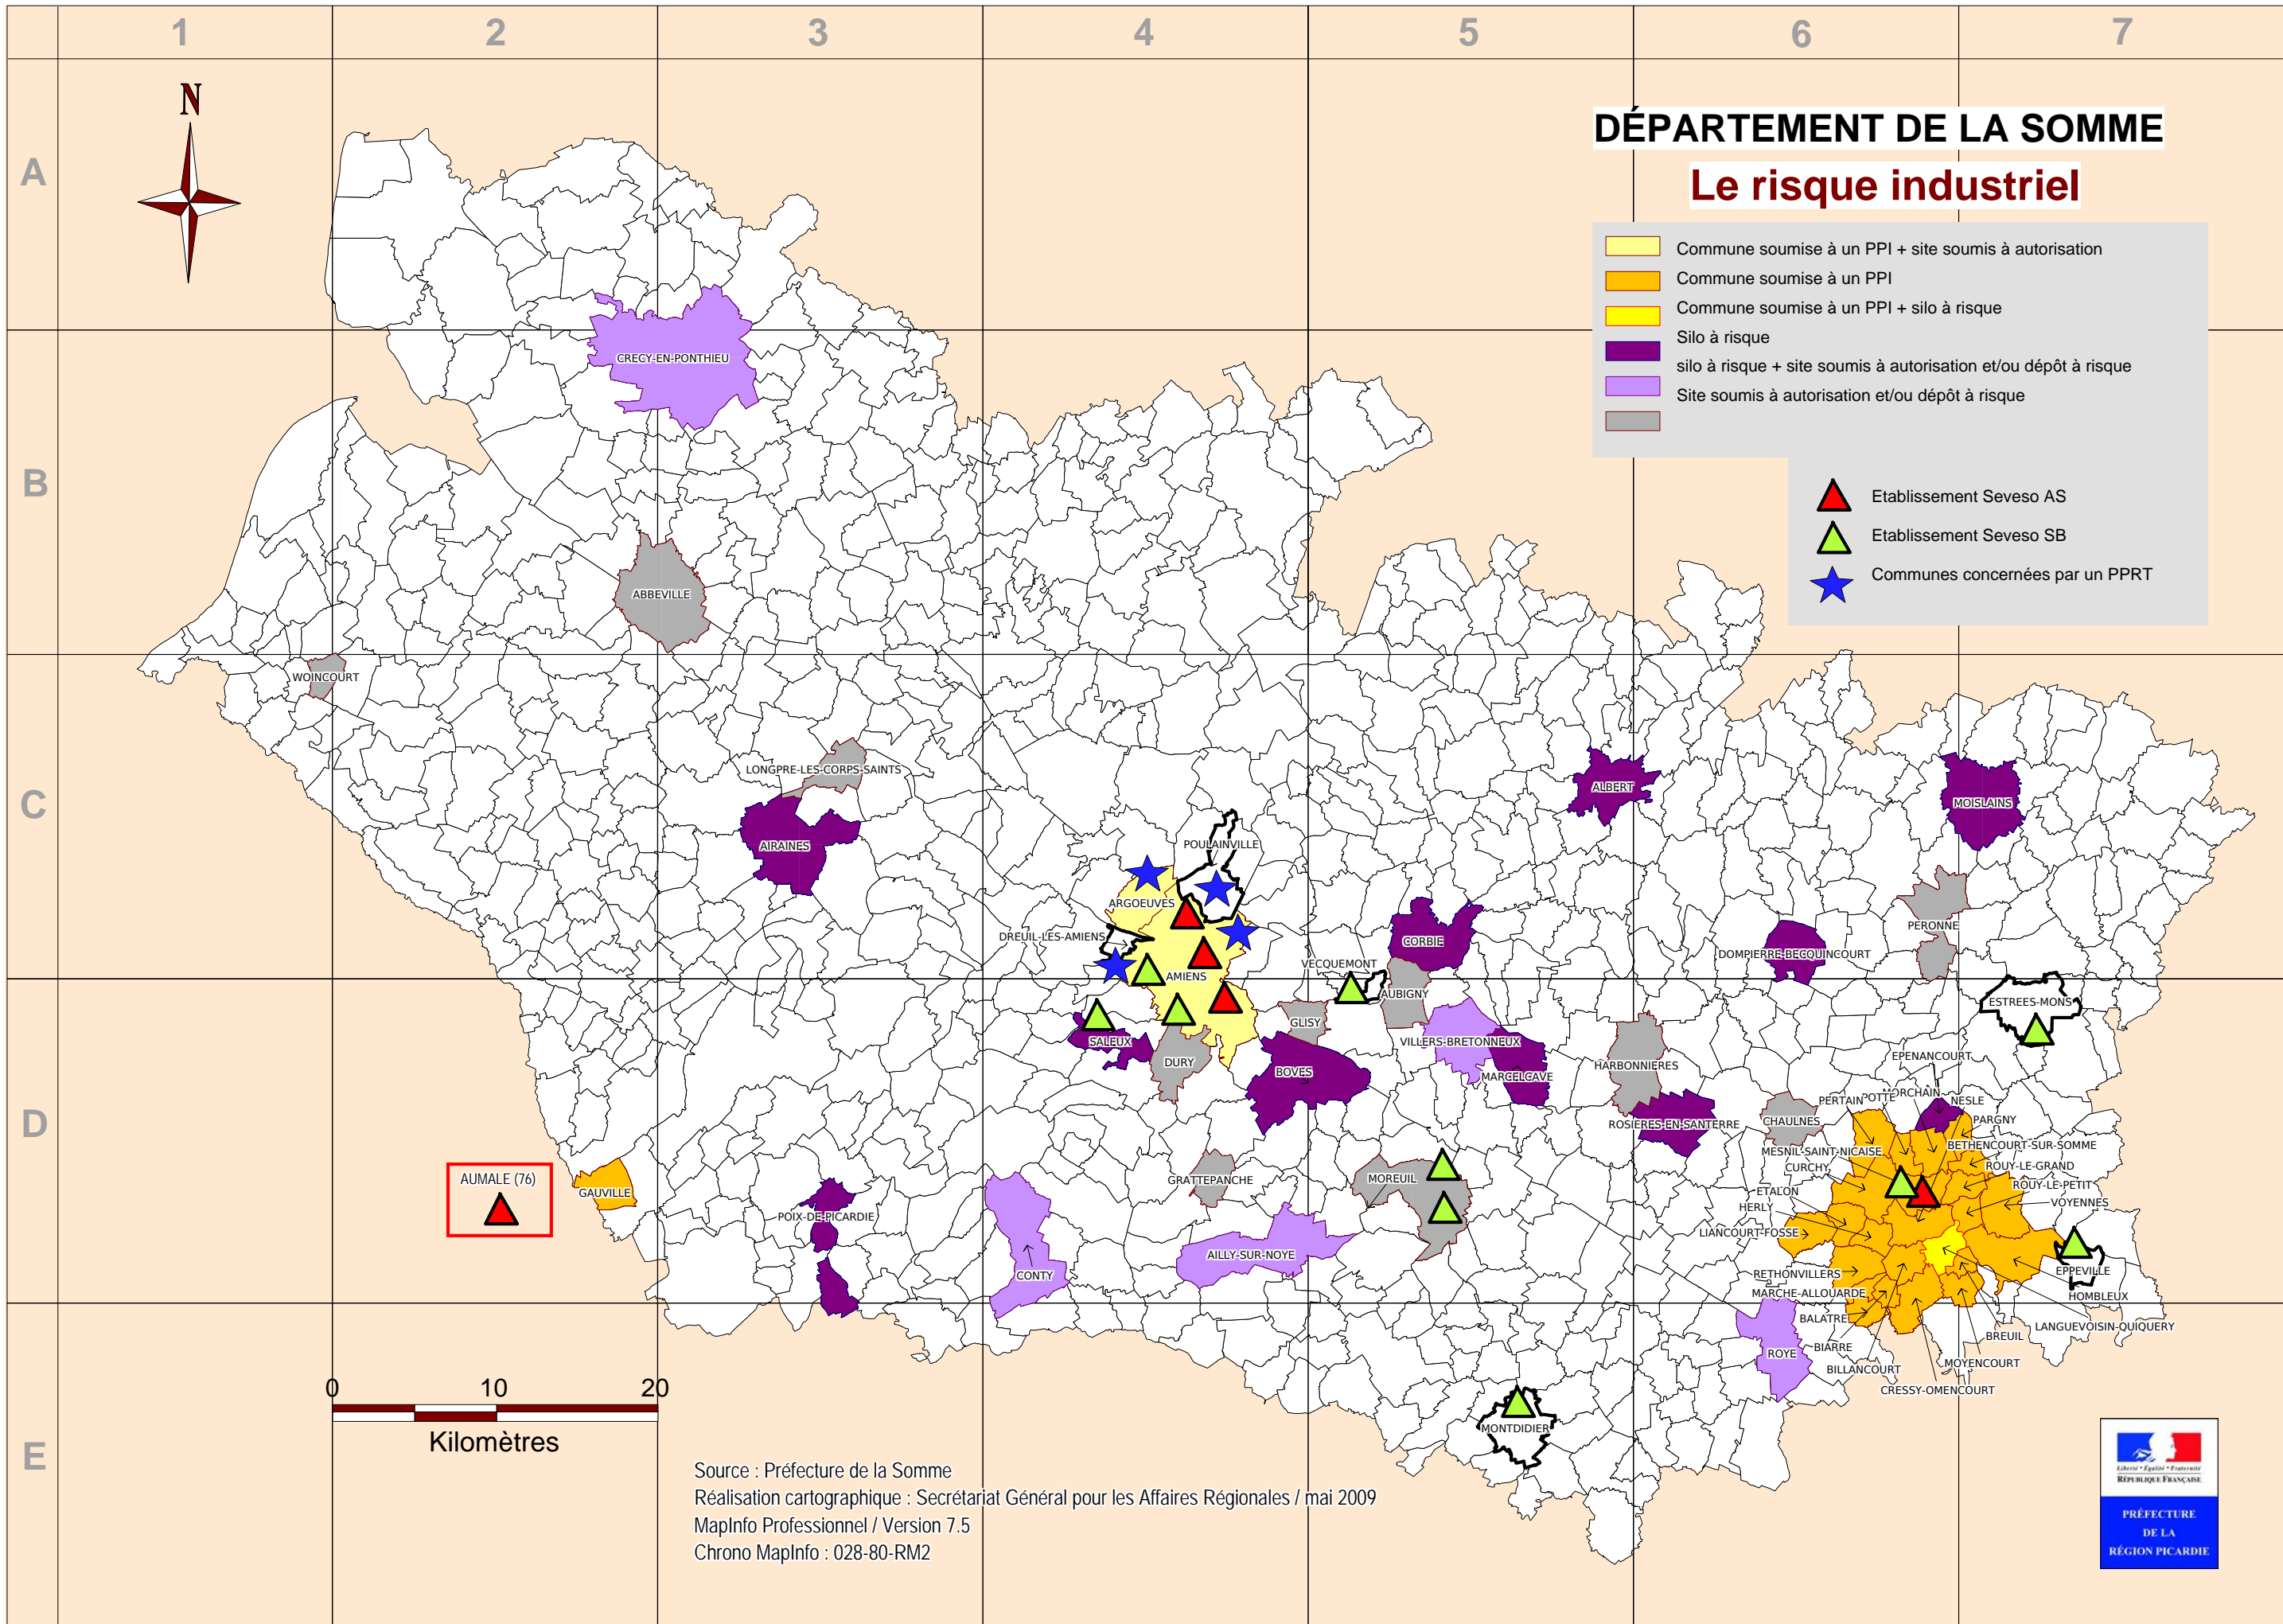 1 2 3 4 5 6 7
A
B
C
D
E
N
DÉPARTEMENT DE LA SOMME
Le risque industriel
Commune soumise à un PPI + site soumis à autorisation
Commune soumise à un PPI
Commune soumise à un PPI + silo à risque
Silo à risque
silo à risque + site soumis à autorisation et/ou dépôt à risque
Site soumis à autorisation et/ou dépôt à risque
Etablissement Seveso AS
Etablissement Seveso SB
Communes concernées par un PPRT
CRECY-EN-PONTHIEU
ABBEVILLE
WOINCOURT
LONGPRE-LES-CORPS-SAINTS
AIRAINES
ALBERT
MOISLAINS
POULAINVILLE
ARGOEUVES
DREUIL-LES-AMIENS
AMIENS
VECQUEMONT
CORBIE
AUBIGNY
DOMPIERRE-BECQUINCOURT
PERONNE
ESTREES-MONS
GLISY
SALEUX
DURY
BOVES
VILLERS-BRETONNEUX
MARCELCAVE
HARBONNIERES
ROSIERES-EN-SANTERRE
CHAULNES
EPENANCOURT
MORCHAIN
POTTE
PERTAIN
NESLE
PARGNY
BETHENCOURT-SUR-SOMME
MESNIL-SAINT-NICAISE
CURCHY
ROUY-LE-GRAND
ROUY-LE-PETIT
ETALON
VOYENNES
HERLY
LIANCOURT-FOSSE
AUMALE (76)
GAUVILLE
POIX-DE-PICARDIE
GRATTEPANCHE
MOREUIL
AILLY-SUR-NOYE
CONTY
RETHONVILLERS
EPPEVILLE
MARCHE-ALLOUARDE
HOMBLEUX
BALATRE
LANGUEVOISIN-QUIQUERY
BREUIL
BIARRE
ROYE
BILLANCOURT
MOYENCOURT
CRESSY-OMENCOURT
MONTDIDIER
0 10 20
Kilomètres
Source : Préfecture de la Somme
Réalisation cartographique : Secrétariat Général pour les Affaires Régionales / mai 2009
MapInfo Professionnel / Version 7.5
Chrono MapInfo : 028-80-RM2
Liberté • Égalité • Fraternité
RÉPUBLIQUE FRANÇAISE
PRÉFECTURE
DE LA
RÉGION PICARDIE